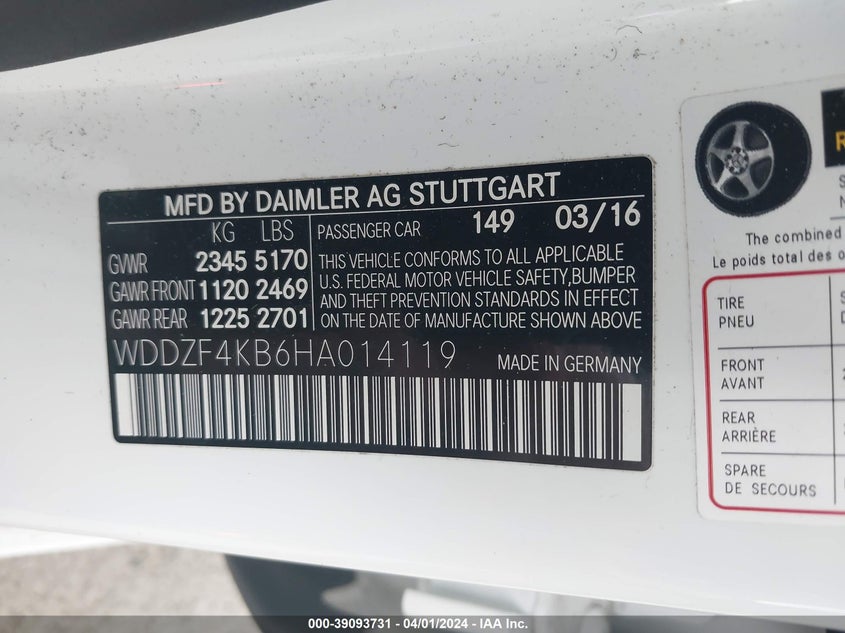 MFD BY DAIMLER AG STUTTGART
KG LBS
GVWR 2345 5170
GAWR FRONT 1120 2469
GAWR REAR 1225 2701
PASSENGER CAR 149 03/16
THIS VEHICLE CONFORMS TO ALL APPLICABLE
U.S. FEDERAL MOTOR VEHICLE SAFETY,BUMPER
AND THEFT PREVENTION STANDARDS IN EFFECT
ON THE DATE OF MANUFACTURE SHOWN ABOVE
WDDZF4KB6HA014119 MADE IN GERMANY
The combined
Le poids total des o
TIRE
PNEU
FRONT
AVANT
REAR
ARRIÈRE
SPARE
DE SECOURS
000-39093731 - 04/01/2024 - IAA Inc.